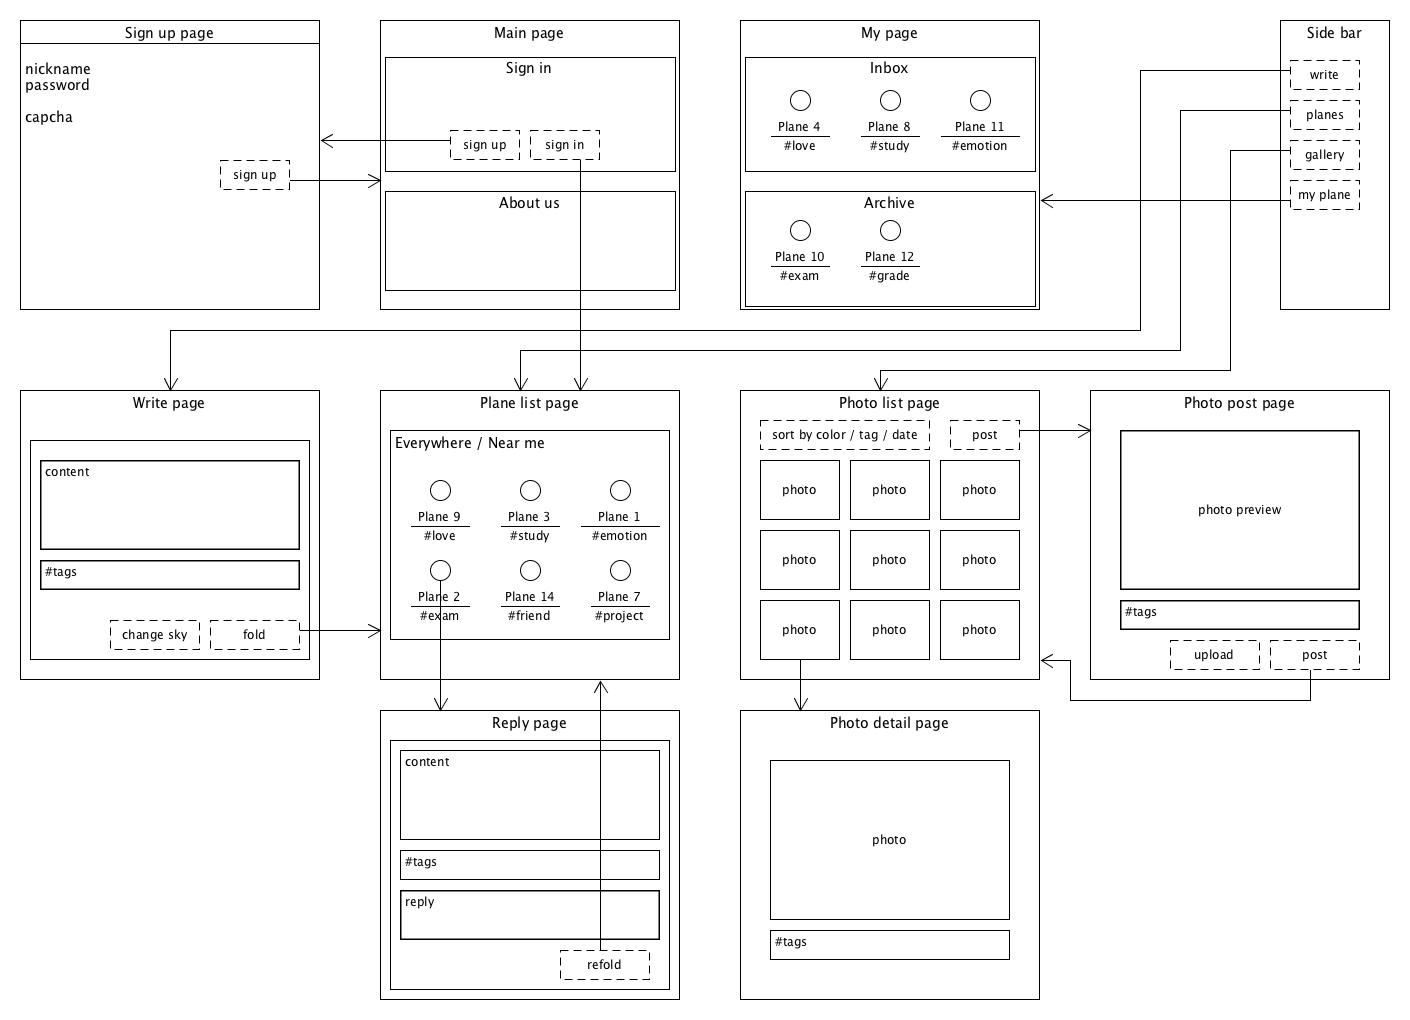 Sign up page
nickname
password
capcha
sign up
Main page
Sign in
sign up
sign in
About us
My page
Inbox
Plane 4
#love
Plane 8
#study
Plane 11
#emotion
Archive
Plane 10
#exam
Plane 12
#grade
Side bar
write
planes
gallery
my plane
Write page
content
#tags
change sky
fold
Plane list page
Everywhere / Near me
Plane 9
#love
Plane 3
#study
Plane 1
#emotion
Plane 2
#exam
Plane 14
#friend
Plane 7
#project
Photo list page
sort by color / tag / date
post
photo
photo
photo
photo
photo
photo
photo
photo
photo
Photo post page
photo preview
#tags
upload
post
Reply page
content
#tags
reply
refold
Photo detail page
photo
#tags